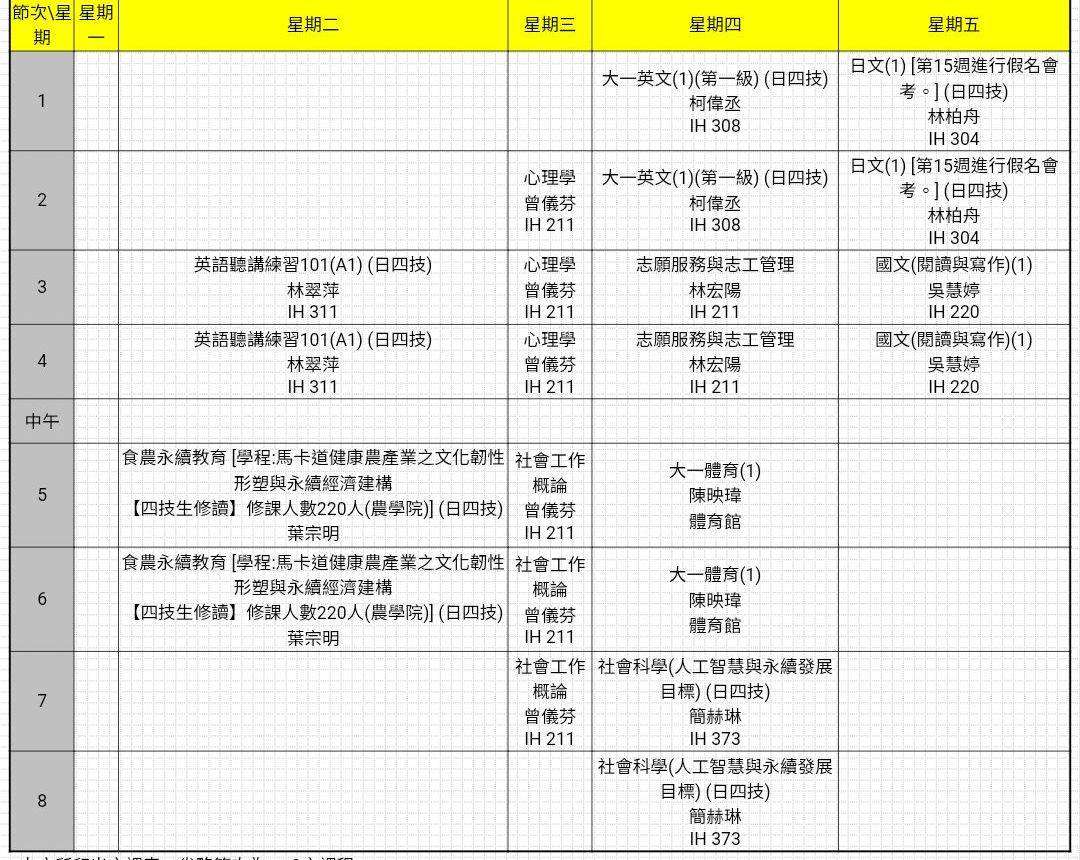 節次\星期
星期一
星期二
星期三
星期四
星期五
1
大一英文(1)(第一級) (日四技)
柯偉丞
IH 308
日文(1) [第15週進行假名會
考。] (日四技)
林柏舟
IH 304
2
心理學
曾儀芬
IH 211
大一英文(1)(第一級) (日四技)
柯偉丞
IH 308
日文(1) [第15週進行假名會
考。] (日四技)
林柏舟
IH 304
3
英語聽講練習101(A1) (日四技)
林翠萍
IH 311
心理學
曾儀芬
IH 211
志願服務與志工管理
林宏陽
IH 211
國文(閱讀與寫作)(1)
吳慧婷
IH 220
4
英語聽講練習101(A1) (日四技)
林翠萍
IH 311
心理學
曾儀芬
IH 211
志願服務與志工管理
林宏陽
IH 211
國文(閱讀與寫作)(1)
吳慧婷
IH 220
中午
5
食農永續教育 [學程:馬卡道健康農產業之文化韌性
形塑與永續經濟建構
【四技生修讀】修課人數220人(農學院)] (日四技)
葉宗明
社會工作
概論
曾儀芬
IH 211
大一體育(1)
陳映瑋
體育館
6
食農永續教育 [學程:馬卡道健康農產業之文化韌性
形塑與永續經濟建構
【四技生修讀】修課人數220人(農學院)] (日四技)
葉宗明
社會工作
概論
曾儀芬
IH 211
大一體育(1)
陳映瑋
體育館
7
社會工作
概論
曾儀芬
IH 211
社會科學(人工智慧與永續發展
目標) (日四技)
簡赫琳
IH 373
8
社會科學(人工智慧與永續發展
目標) (日四技)
簡赫琳
IH 373